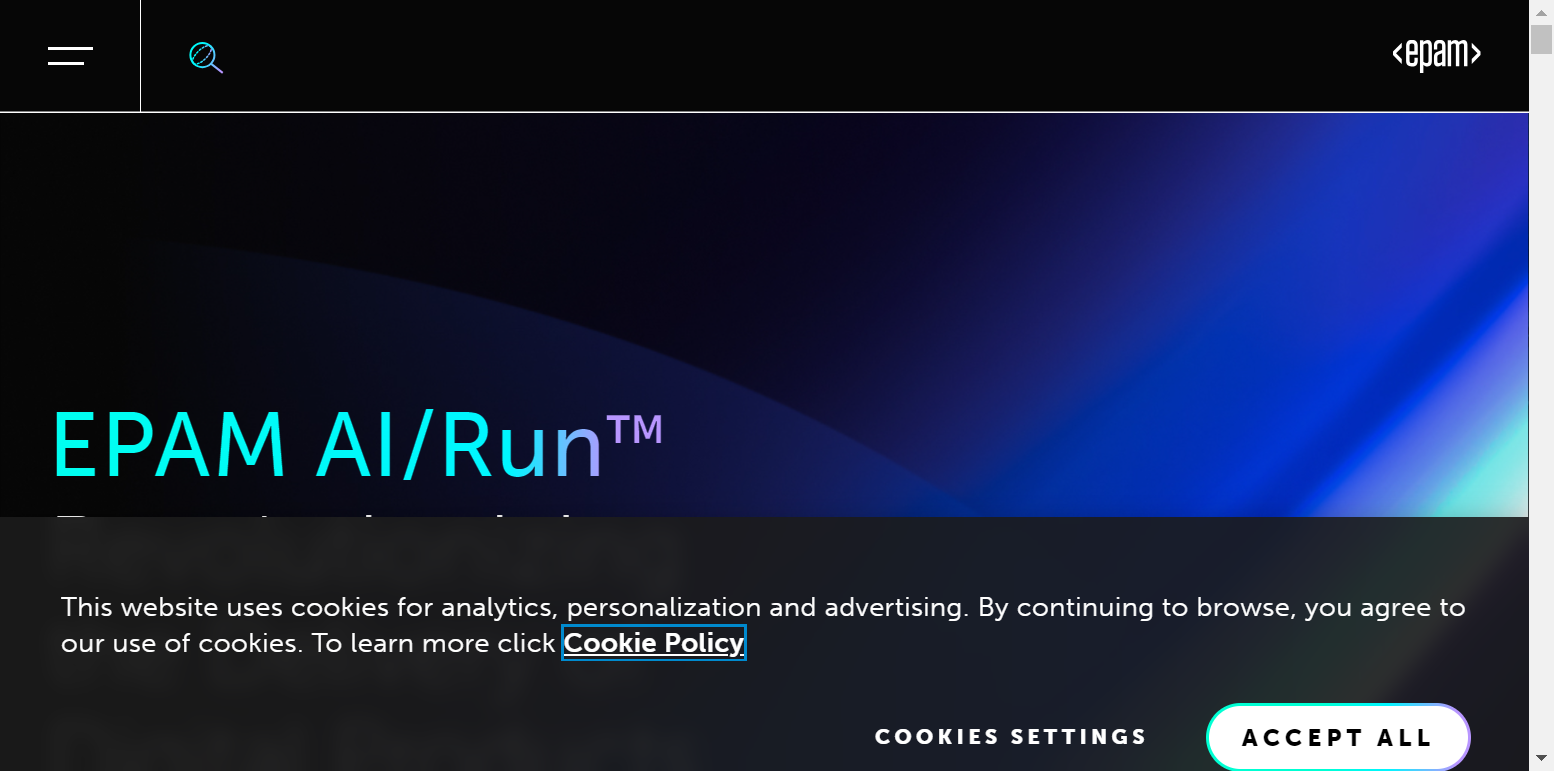 <epam>
EPAM AI/Run™
This website uses cookies for analytics, personalization and advertising. By continuing to browse, you agree to
our use of cookies. To learn more click Cookie Policy
COOKIES SETTINGS
ACCEPT ALL